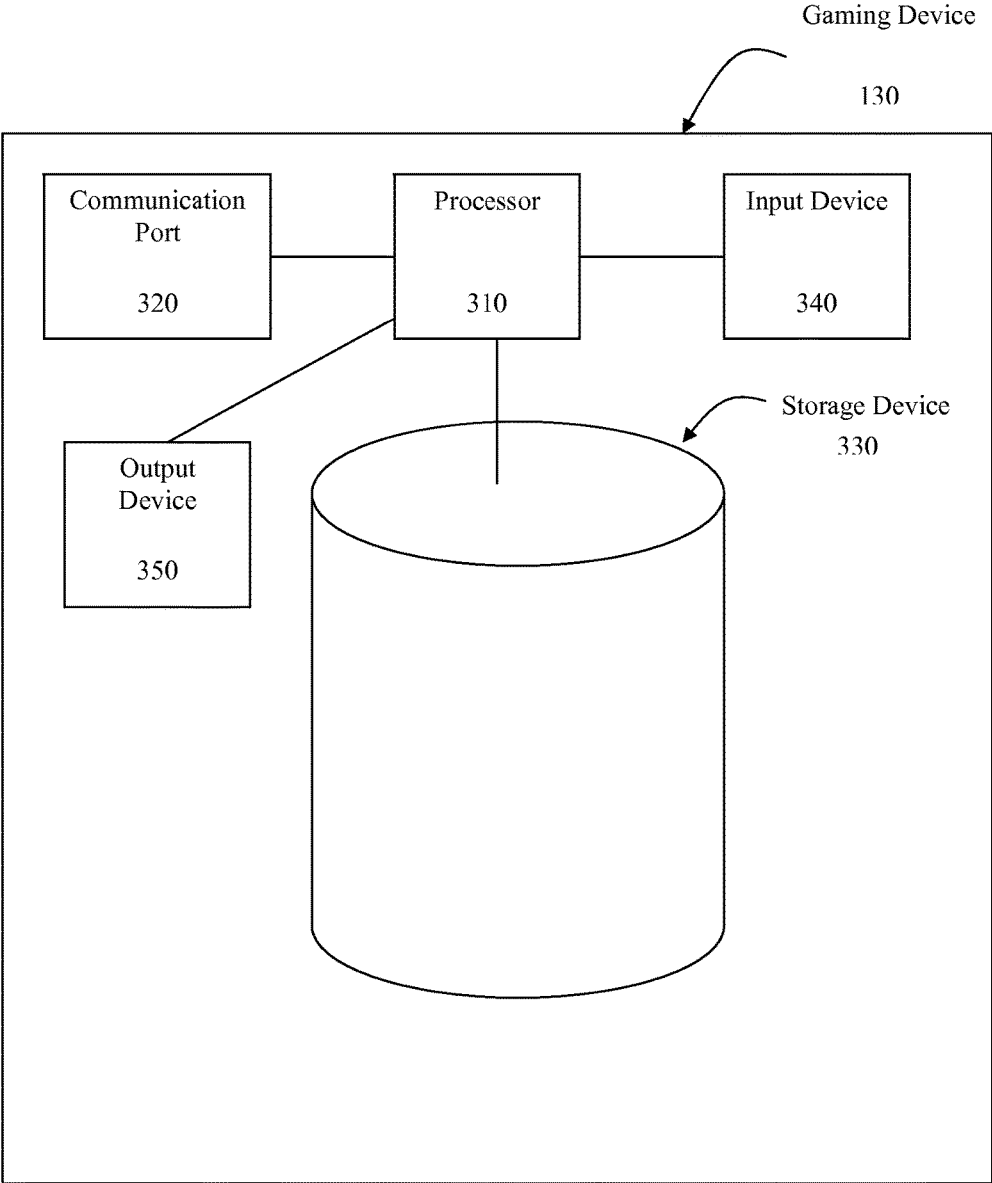 Gaming Device
130
Communication
Port
320
Processor
310
Input Device
340
Storage Device
330
Output
Device
350